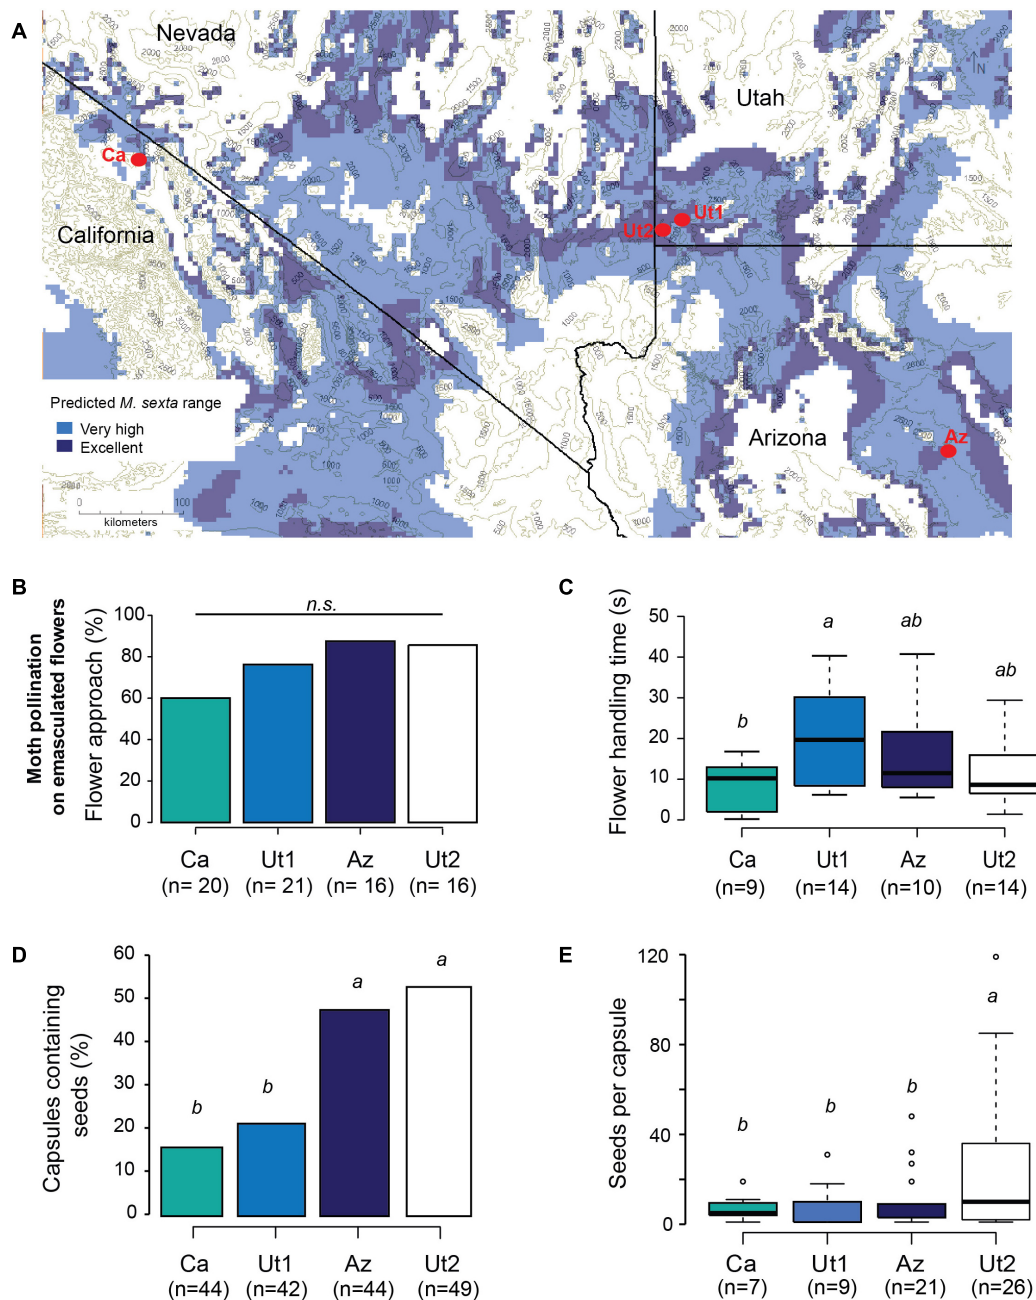 A
Nevada
Utah
N
Ca
Ut1
Ut2
California
Predicted M. sexta range
Very high
Excellent
Arizona
Az
100
kilometers
B
Moth pollination
on emasculated flowers
Flower approach (%)
n.s.
100
80
60
40
20
0
Ca Ut1 Az Ut2
(n= 20) (n= 21) (n= 16) (n= 16)
C
Flower handling time (s)
50
40
30
20
10
0
b a ab ab
Ca Ut1 Az Ut2
(n=9) (n=14) (n=10) (n=14)
D
Capsules containing
seeds (%)
60
50
40
30
20
10
0
b b a a
Ca Ut1 Az Ut2
(n=44) (n=42) (n=44) (n=49)
E
Seeds per capsule
120
80
40
0
b b b a
Ca Ut1 Az Ut2
(n=7) (n=9) (n=21) (n=26)